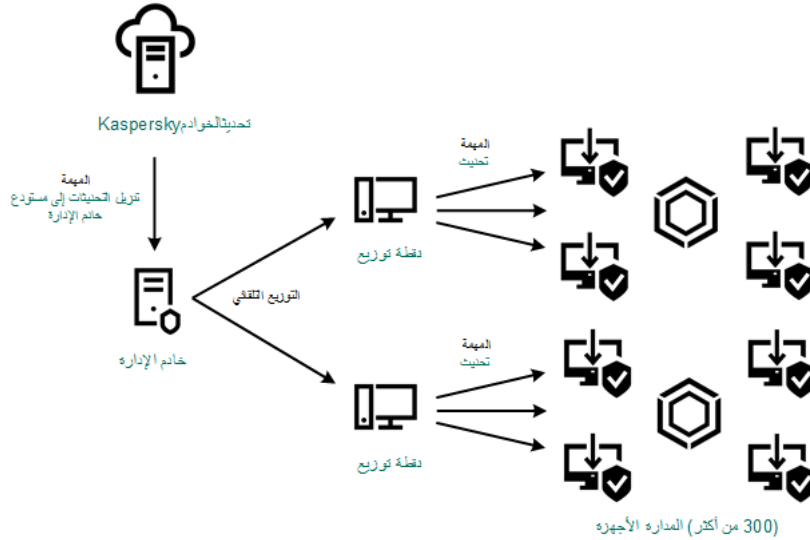 تحديثالخوادمKaspersky
المهمة
تنزيل التحديثات إلى مستودع
خادم الإدارة
خادم الإدارة
التوزيع التلقائي
المهمة
تحديث
نقطة توزيع
المهمة
تحديث
نقطة توزيع
(300 من أكثر) المدارة الأجهزة